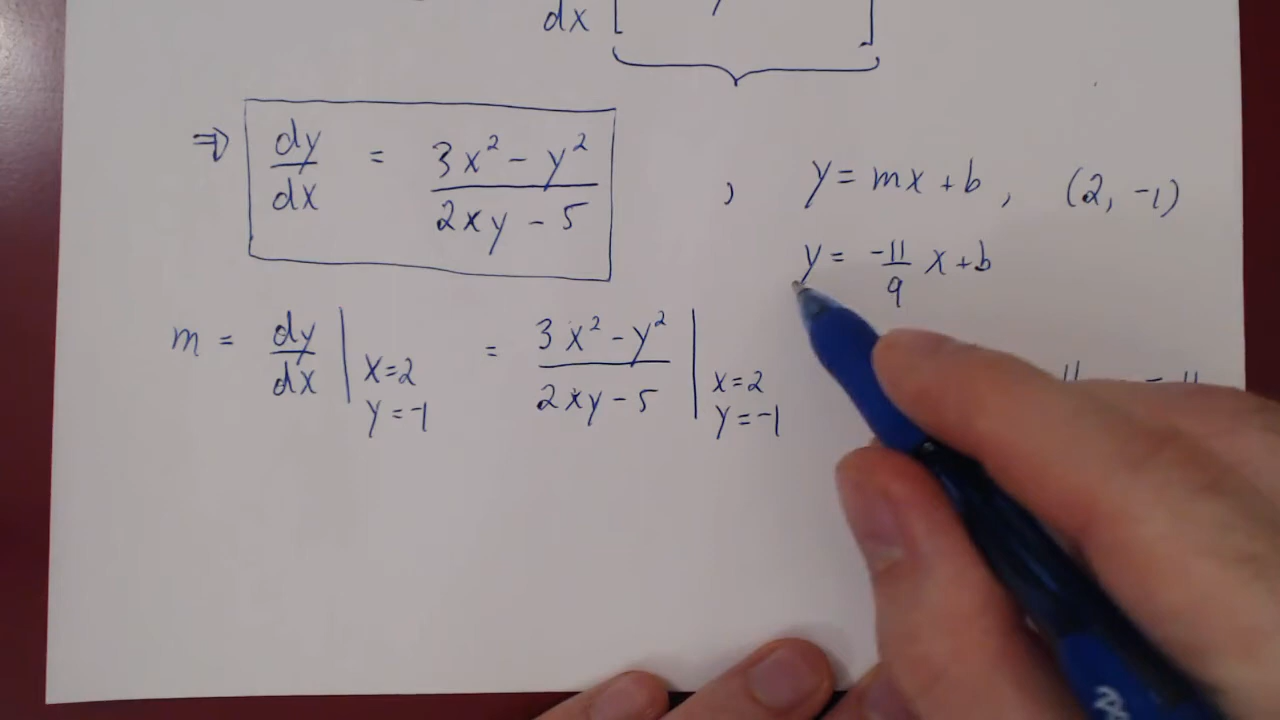 dx [ ]
⇒ dy/dx = (3x² - y²)/(2xy - 5) , y = mx + b , (2, -1)
y = -11/9 x + b
m = dy/dx | x=2 y=-1 = (3x² - y²)/(2xy - 5) | x=2 y=-1